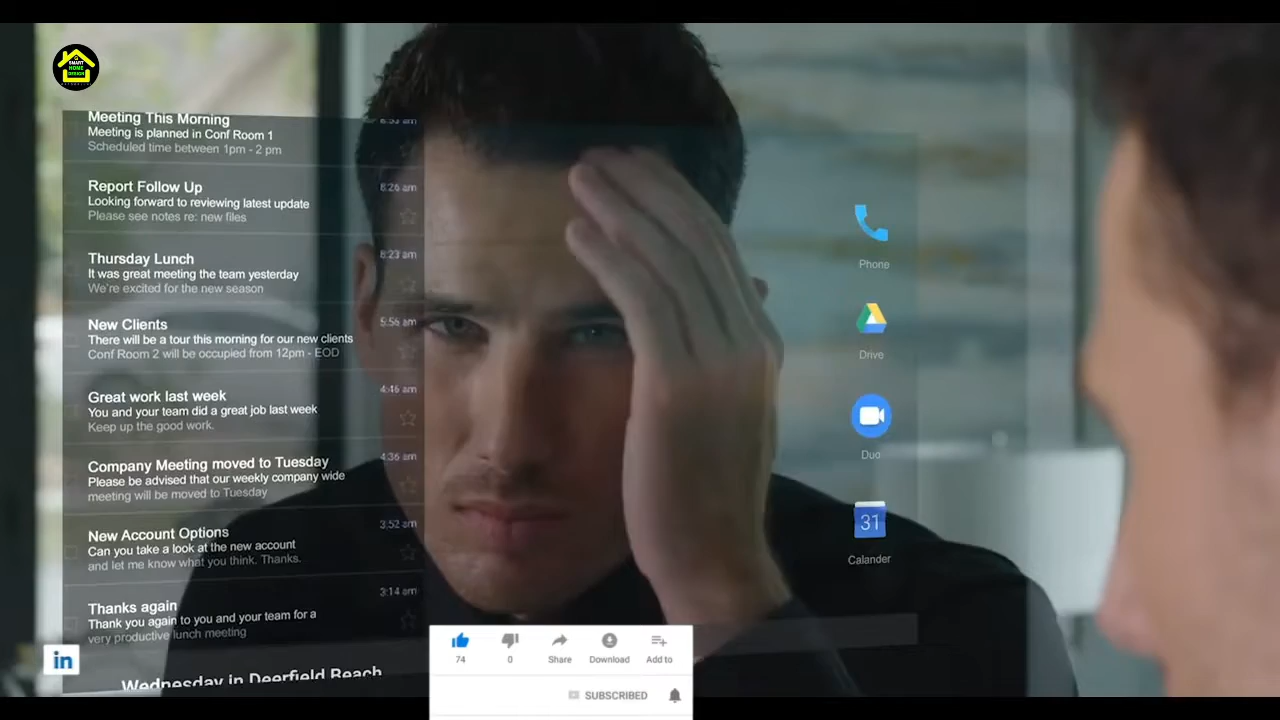 SMART
HOME
DESIGN
Meeting This Morning
Meeting is planned in Conf Room 1
Scheduled time between 1pm - 2 pm
8:26 am
Report Follow Up
Looking forward to reviewing latest update
Please see notes re: new files
8:23 am
Thursday Lunch
It was great meeting the team yesterday
We're excited for the new season
5:56 am
New Clients
There will be a tour this morning for our new clients
Conf Room 2 will be occupied from 12pm - EOD
4:46 am
Great work last week
You and your team did a great job last week
Keep up the good work.
4:36 am
Company Meeting moved to Tuesday
Please be advised that our weekly company wide
meeting will be moved to Tuesday
3:52 am
New Account Options
Can you take a look at the new account
and let me know what you think. Thanks.
3:14 am
Thanks again
Thank you again to you and your team for a
very productive lunch meeting
Wednesday in Deerfield Beach
Phone
Drive
Duo
31
Calander
in
74
0
Share
Download
Add to
SUBSCRIBED